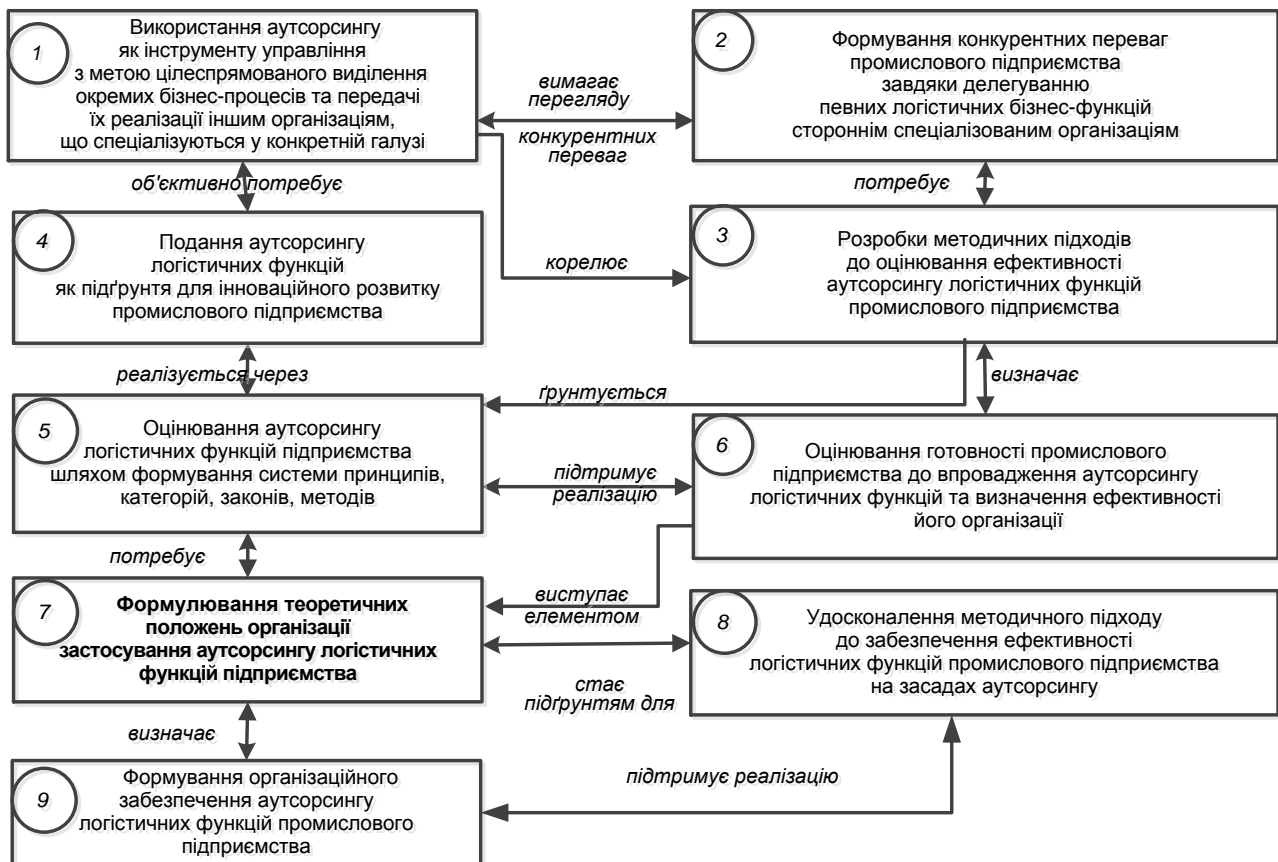 1
Використання аутсорсингу
як інструменту управління
з метою цілеспрямованого виділення
окремих бізнес-процесів та передачі
їх реалізації іншим організаціям,
що спеціалізуються у конкретній галузі
вимагає
перегляду
конкурентних
переваг
2
Формування конкурентних переваг
промислового підприємства
завдяки делегуванню
певних логістичних бізнес-функцій
стороннім спеціалізованим організаціям
об'єктивно потребує
потребує
4
Подання аутсорсингу
логістичних функцій
як підґрунтя для інноваційного розвитку
промислового підприємства
корелює
3
Розробки методичних підходів
до оцінювання ефективності
аутсорсингу логістичних функцій
промислового підприємства
реалізується через
ґрунтується
визначає
5
Оцінювання аутсорсингу
логістичних функцій підприємства
шляхом формування системи принципів,
категорій, законів, методів
підтримує
реалізацію
6
Оцінювання готовності промислового
підприємства до впровадження аутсорсингу
логістичних функцій та визначення ефективності
його організації
потребує
7
Формулювання теоретичних
положень організації
застосування аутсорсингу логістичних
функцій підприємства
виступає
елементом
стає
підґрунтям для
8
Удосконалення методичного підходу
до забезпечення ефективності
логістичних функцій промислового підприємства
на засадах аутсорсингу
визначає
9
Формування організаційного
забезпечення аутсорсингу
логістичних функцій промислового
підприємства
підтримує реалізацію